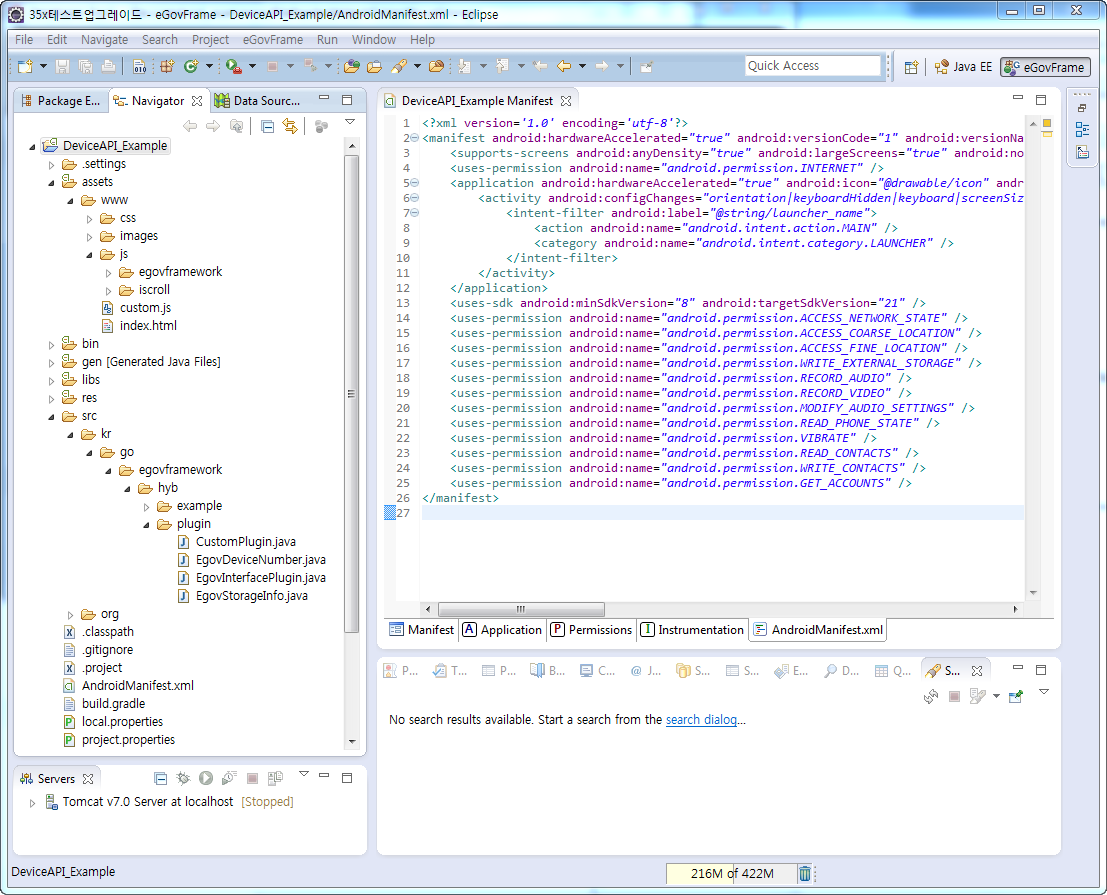 35x테스트업그레이드 - eGovFrame - DeviceAPI_Example/AndroidManifest.xml - Eclipse
File Edit Navigate Search Project eGovFrame Run Window Help
Quick Access
Java EE
eGovFrame
Package E...
Navigator
Data Sourc...
DeviceAPI_Example
.settings
assets
www
css
images
js
egovframework
iscroll
custom.js
index.html
bin
gen [Generated Java Files]
libs
res
src
kr
go
egovframework
hyb
example
plugin
CustomPlugin.java
EgovDeviceNumber.java
EgovInterfacePlugin.java
EgovStorageInfo.java
org
.classpath
.gitignore
.project
AndroidManifest.xml
build.gradle
local.properties
project.properties
Servers
Tomcat v7.0 Server at localhost [Stopped]
DeviceAPI_Example Manifest
1 <?xml version='1.0' encoding='utf-8'?>
2 <manifest android:hardwareAccelerated="true" android:versionCode="1" android:versionNa
3 <supports-screens android:anyDensity="true" android:largeScreens="true" android:no
4 <uses-permission android:name="android.permission.INTERNET" />
5 <application android:hardwareAccelerated="true" android:icon="@drawable/icon" andr
6 <activity android:configChanges="orientation|keyboardHidden|keyboard|screenSiz
7 <intent-filter android:label="@string/launcher_name">
8 <action android:name="android.intent.action.MAIN" />
9 <category android:name="android.intent.category.LAUNCHER" />
10 </intent-filter>
11 </activity>
12 </application>
13 <uses-sdk android:minSdkVersion="8" android:targetSdkVersion="21" />
14 <uses-permission android:name="android.permission.ACCESS_NETWORK_STATE" />
15 <uses-permission android:name="android.permission.ACCESS_COARSE_LOCATION" />
16 <uses-permission android:name="android.permission.ACCESS_FINE_LOCATION" />
17 <uses-permission android:name="android.permission.WRITE_EXTERNAL_STORAGE" />
18 <uses-permission android:name="android.permission.RECORD_AUDIO" />
19 <uses-permission android:name="android.permission.RECORD_VIDEO" />
20 <uses-permission android:name="android.permission.MODIFY_AUDIO_SETTINGS" />
21 <uses-permission android:name="android.permission.READ_PHONE_STATE" />
22 <uses-permission android:name="android.permission.VIBRATE" />
23 <uses-permission android:name="android.permission.READ_CONTACTS" />
24 <uses-permission android:name="android.permission.WRITE_CONTACTS" />
25 <uses-permission android:name="android.permission.GET_ACCOUNTS" />
26 </manifest>
27
Manifest
A Application
P Permissions
I Instrumentation
AndroidManifest.xml
P... T... P... B... C... @ J... S... S... E... D... Q... S...
No search results available. Start a search from the search dialog...
DeviceAPI_Example
216M of 422M